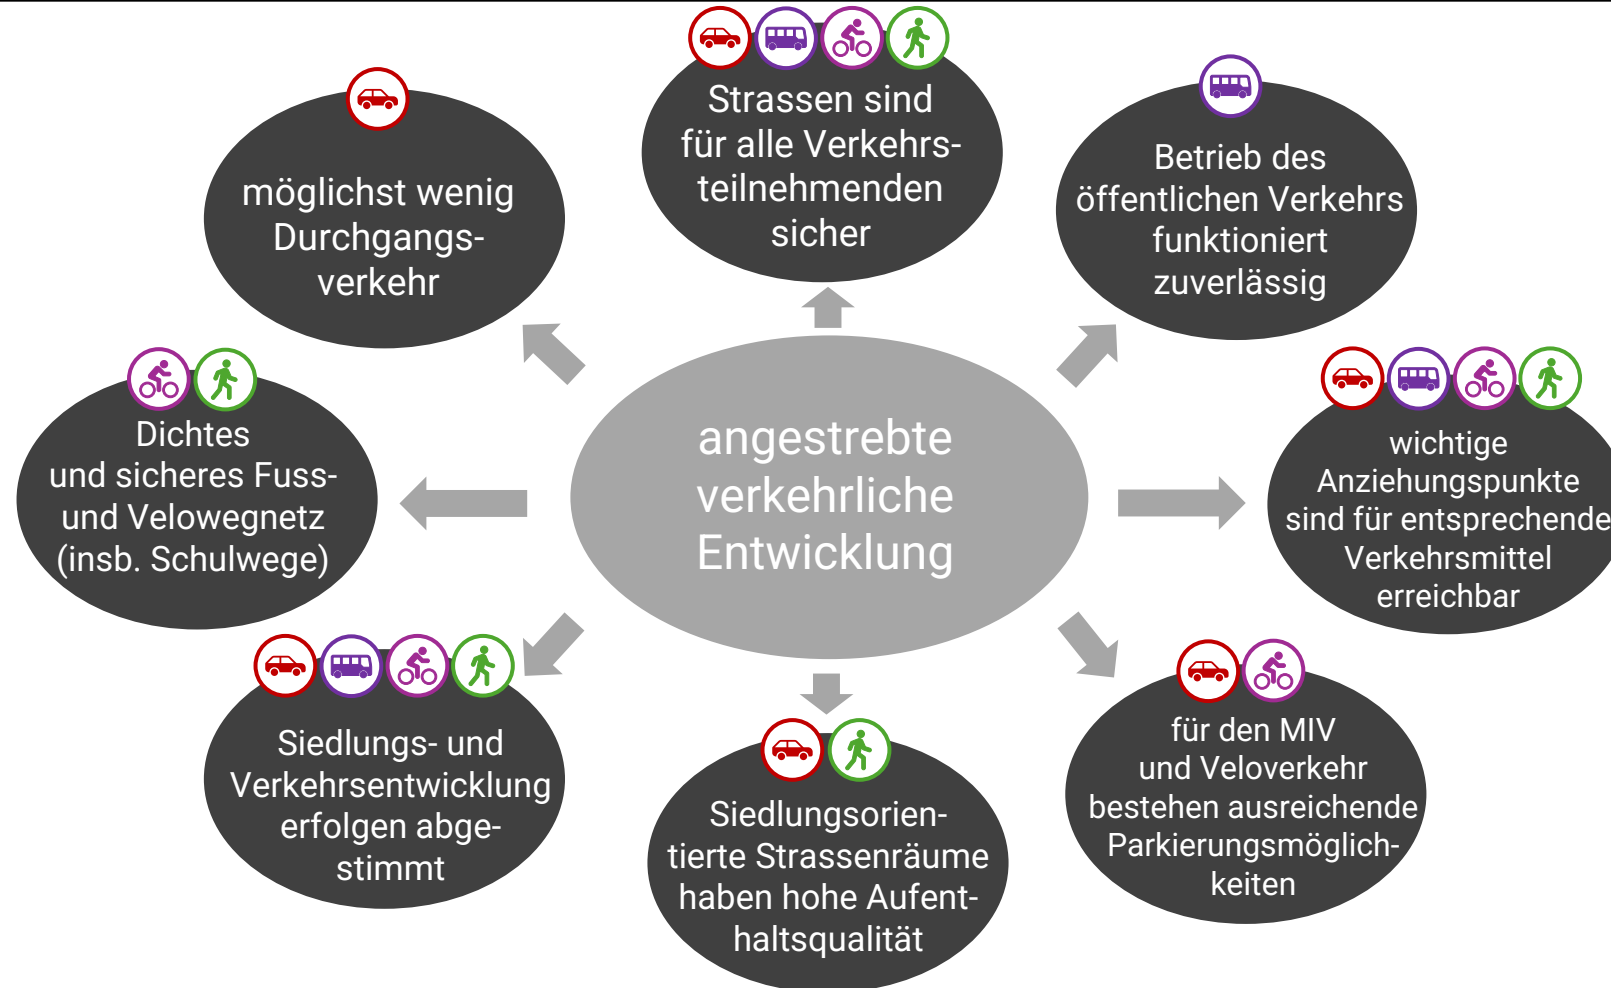 Strassen sind
für alle Verkehrs-
teilnehmenden
sicher
Betrieb des
öffentlichen Verkehrs
funktioniert
zuverlässig
wichtige
Anziehungspunkte
sind für entsprechende
Verkehrsmittel
erreichbar
für den MIV
und Veloverkehr
bestehen ausreichende
Parkierungsmöglich-
keiten
Siedlungsorien-
tierte Strassenräume
haben hohe Aufent-
haltsqualität
Siedlungs- und
Verkehrsentwicklung
erfolgen abge-
stimmt
Dichtes
und sicheres Fuss-
und Velowegnetz
(insb. Schulwege)
möglichst wenig
Durchgangs-
verkehr
angestrebte
verkehrliche
Entwicklung